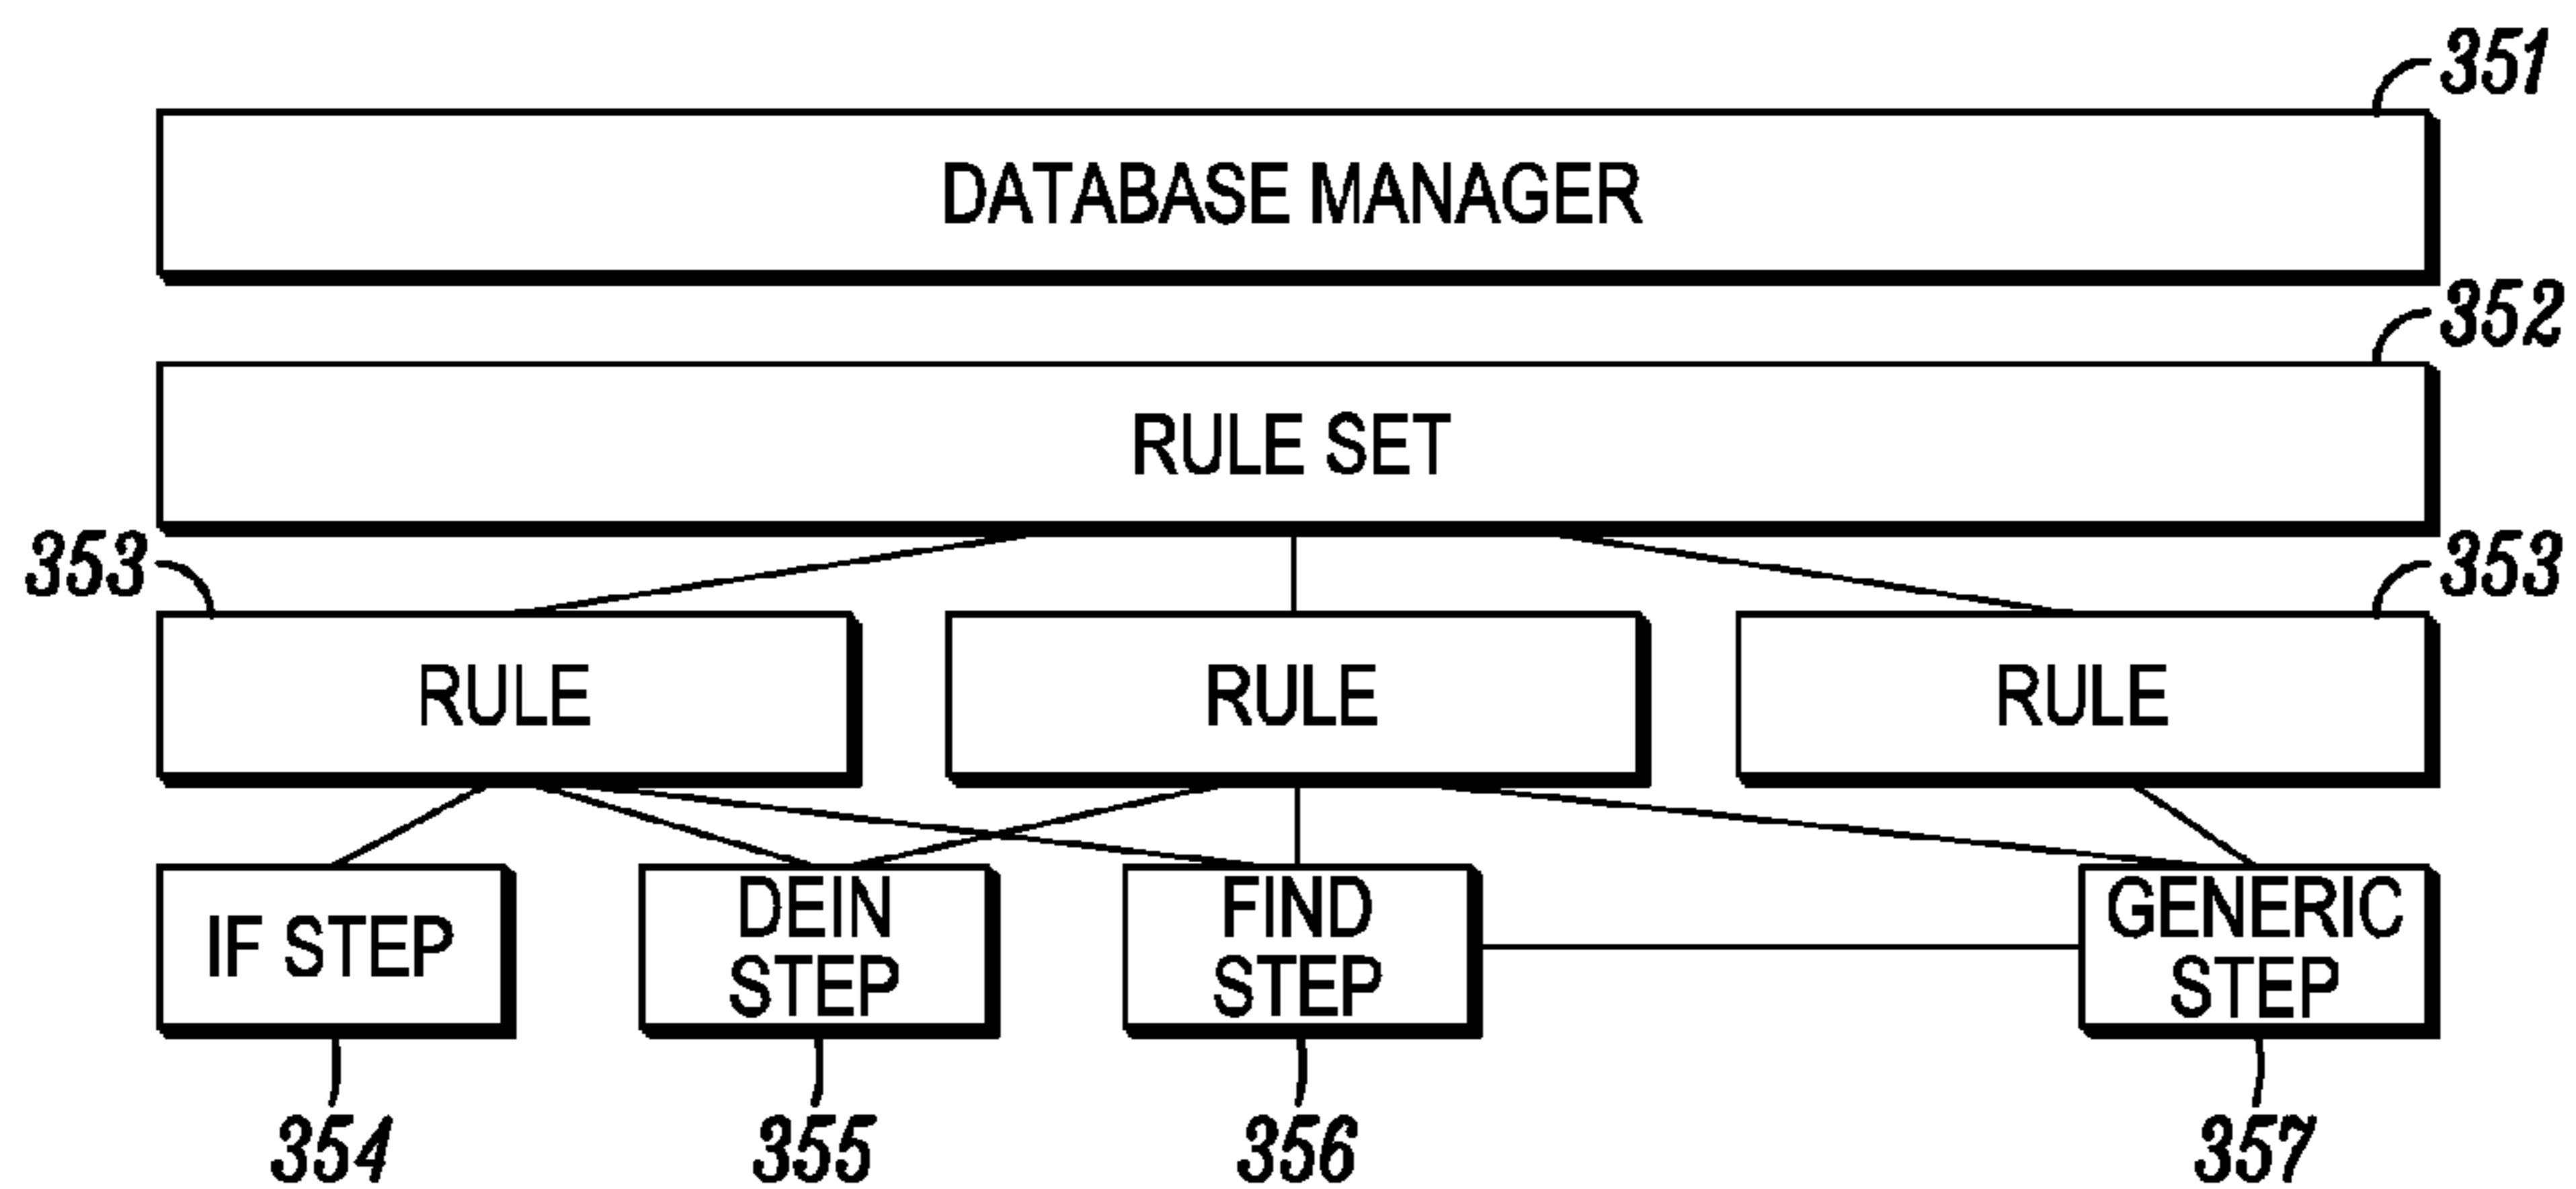 351
DATABASE MANAGER
352
RULE SET
353
353
RULE
RULE
RULE
IF STEP
DEIN
STEP
FIND
STEP
GENERIC
STEP
354
355
356
357